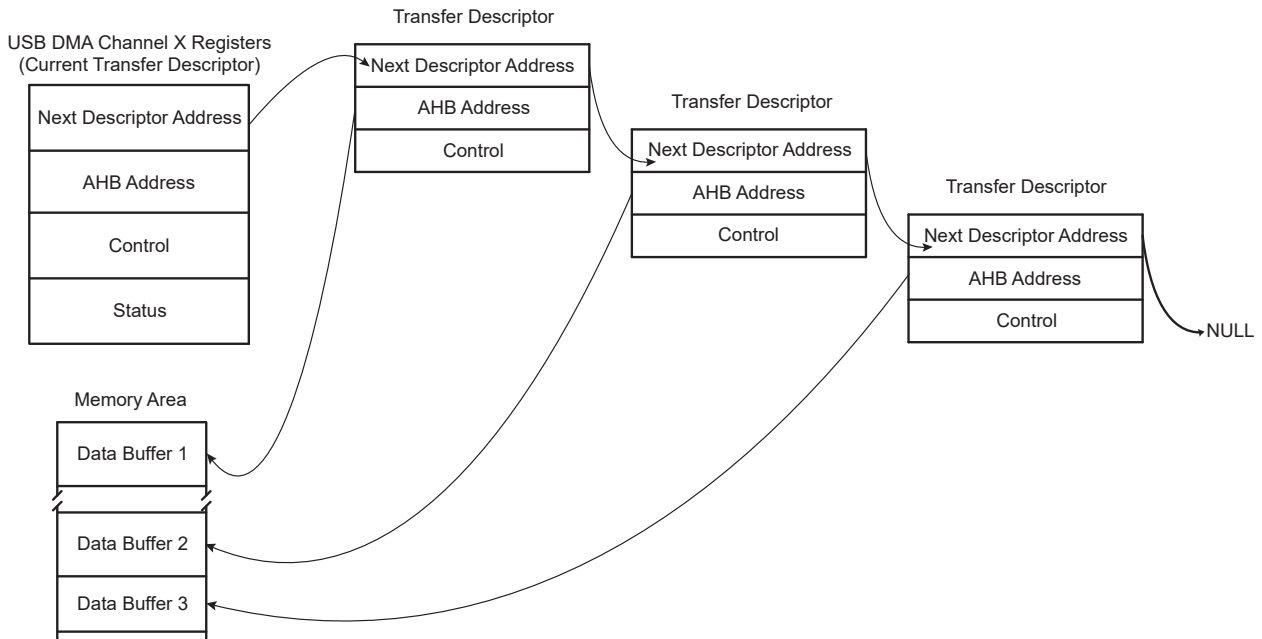 Transfer Descriptor
USB DMA Channel X Registers
(Current Transfer Descriptor)
Next Descriptor Address
AHB Address
Control
Status
Next Descriptor Address
AHB Address
Control
Transfer Descriptor
Next Descriptor Address
AHB Address
Control
Transfer Descriptor
Next Descriptor Address
AHB Address
Control
NULL
Memory Area
Data Buffer 1
Data Buffer 2
Data Buffer 3